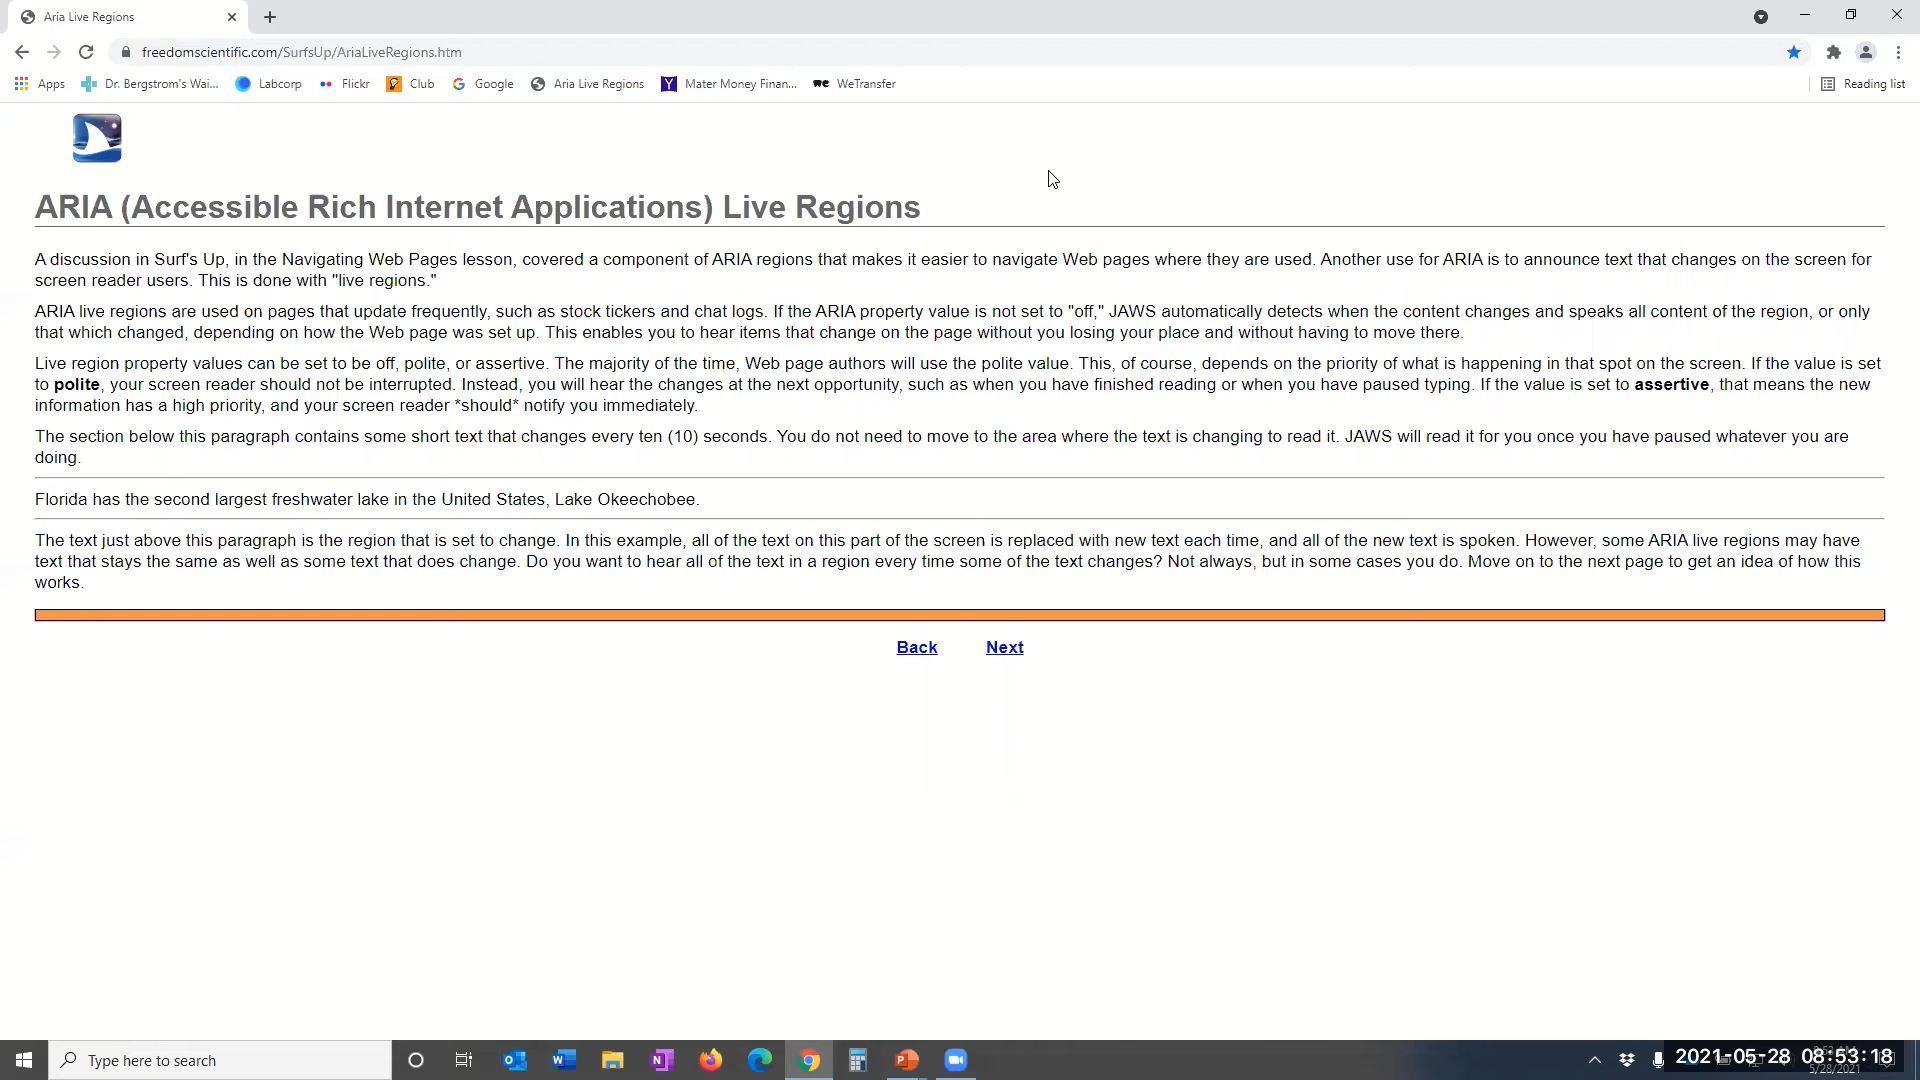 Aria Live Regions
freedomscientific.com/SurfsUp/AriaLiveRegions.htm
Apps Dr. Bergstrom's Wai... Labcorp Flickr Club Google Aria Live Regions Mater Money Finan... WeTransfer Reading list
ARIA (Accessible Rich Internet Applications) Live Regions
A discussion in Surf's Up, in the Navigating Web Pages lesson, covered a component of ARIA regions that makes it easier to navigate Web pages where they are used. Another use for ARIA is to announce text that changes on the screen for
screen reader users. This is done with "live regions."
ARIA live regions are used on pages that update frequently, such as stock tickers and chat logs. If the ARIA property value is not set to "off," JAWS automatically detects when the content changes and speaks all content of the region, or only
that which changed, depending on how the Web page was set up. This enables you to hear items that change on the page without you losing your place and without having to move there.
Live region property values can be set to be off, polite, or assertive. The majority of the time, Web page authors will use the polite value. This, of course, depends on the priority of what is happening in that spot on the screen. If the value is set
to polite, your screen reader should not be interrupted. Instead, you will hear the changes at the next opportunity, such as when you have finished reading or when you have paused typing. If the value is set to assertive, that means the new
information has a high priority, and your screen reader *should* notify you immediately.
The section below this paragraph contains some short text that changes every ten (10) seconds. You do not need to move to the area where the text is changing to read it. JAWS will read it for you once you have paused whatever you are
doing.
Florida has the second largest freshwater lake in the United States, Lake Okeechobee.
The text just above this paragraph is the region that is set to change. In this example, all of the text on this part of the screen is replaced with new text each time, and all of the new text is spoken. However, some ARIA live regions may have
text that stays the same as well as some text that does change. Do you want to hear all of the text in a region every time some of the text changes? Not always, but in some cases you do. Move on to the next page to get an idea of how this
works.
Back Next
Type here to search
2021-05-28 08:53:18
5/28/2021